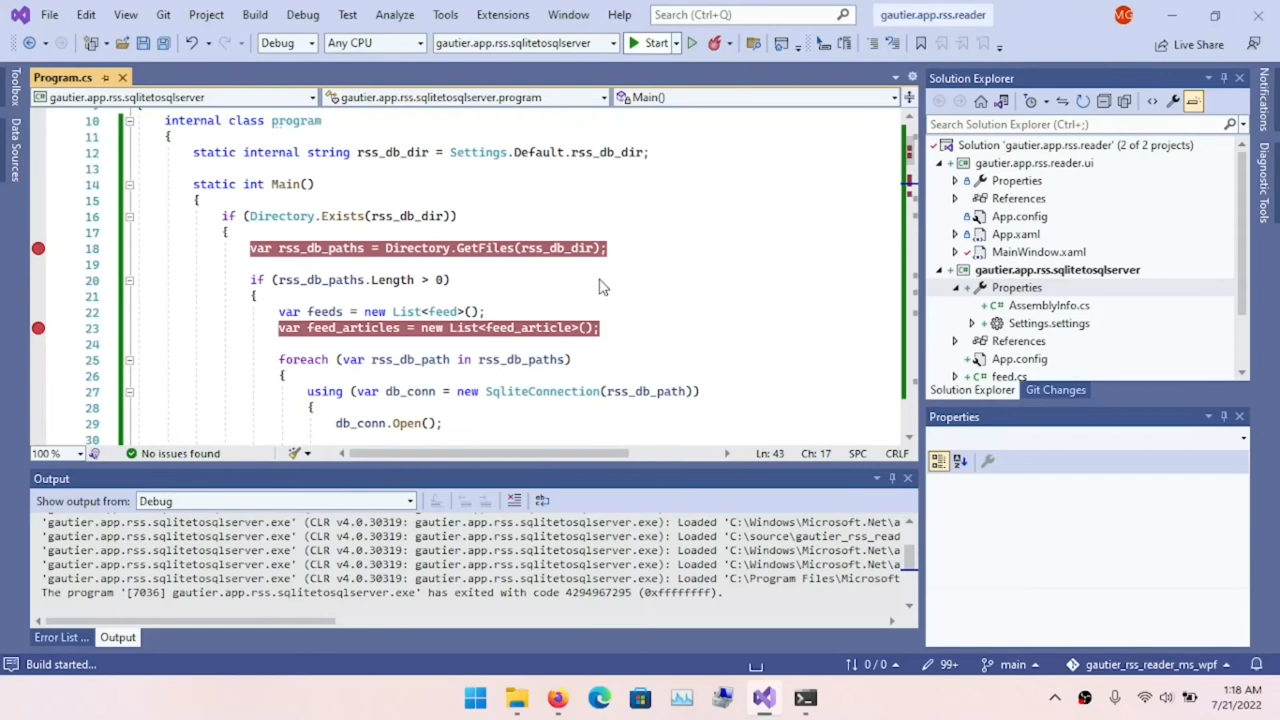 File Edit View Git Project Build Debug Test Analyze Tools Extensions Window Help Search (Ctrl+Q) gautier.app.rss.reader MG
Debug Any CPU gautier.app.rss.sqlitetosqlserver Start Live Share
Program.cs
gautier.app.rss.sqlitetosqlserver gautier.app.rss.sqlitetosqlserver.program Main()
Toolbox
Data Sources
10 internal class program
11 {
12 static internal string rss_db_dir = Settings.Default.rss_db_dir;
13
14 static int Main()
15 {
16 if (Directory.Exists(rss_db_dir))
17 {
18 var rss_db_paths = Directory.GetFiles(rss_db_dir);
19
20 if (rss_db_paths.Length > 0)
21 {
22 var feeds = new List<feed>();
23 var feed_articles = new List<feed_article>();
24
25 foreach (var rss_db_path in rss_db_paths)
26 {
27 using (var db_conn = new SqliteConnection(rss_db_path))
28 {
29 db_conn.Open();
30
100 % No issues found Ln: 43 Ch: 17 SPC CRLF
Output
Show output from: Debug
'gautier.app.rss.sqlitetosqlserver.exe' (CLR v4.0.30319: gautier.app.rss.sqlitetosqlserver.exe): Loaded 'C:\Windows\Microsoft.Net\a
'gautier.app.rss.sqlitetosqlserver.exe' (CLR v4.0.30319: gautier.app.rss.sqlitetosqlserver.exe): Loaded 'C:\source\gautier_rss_read
'gautier.app.rss.sqlitetosqlserver.exe' (CLR v4.0.30319: gautier.app.rss.sqlitetosqlserver.exe): Loaded 'C:\Windows\Microsoft.Net\a
'gautier.app.rss.sqlitetosqlserver.exe' (CLR v4.0.30319: gautier.app.rss.sqlitetosqlserver.exe): Loaded 'C:\Windows\Microsoft.Net\a
'gautier.app.rss.sqlitetosqlserver.exe' (CLR v4.0.30319: gautier.app.rss.sqlitetosqlserver.exe): Loaded 'C:\Program Files\Microsoft
The program '[7036] gautier.app.rss.sqlitetosqlserver.exe' has exited with code 4294967295 (0xffffffff).
Error List ... Output
Solution Explorer
Search Solution Explorer (Ctrl+;)
Solution 'gautier.app.rss.reader' (2 of 2 projects)
gautier.app.rss.reader.ui
Properties
References
App.config
App.xaml
MainWindow.xaml
gautier.app.rss.sqlitetosqlserver
Properties
AssemblyInfo.cs
Settings.settings
References
App.config
feed.cs
Solution Explorer Git Changes
Properties
Notifications
Diagnostic Tools
Build started... 0 / 0 99+ main gautier_rss_reader_ms_wpf
1:18 AM
7/21/2022